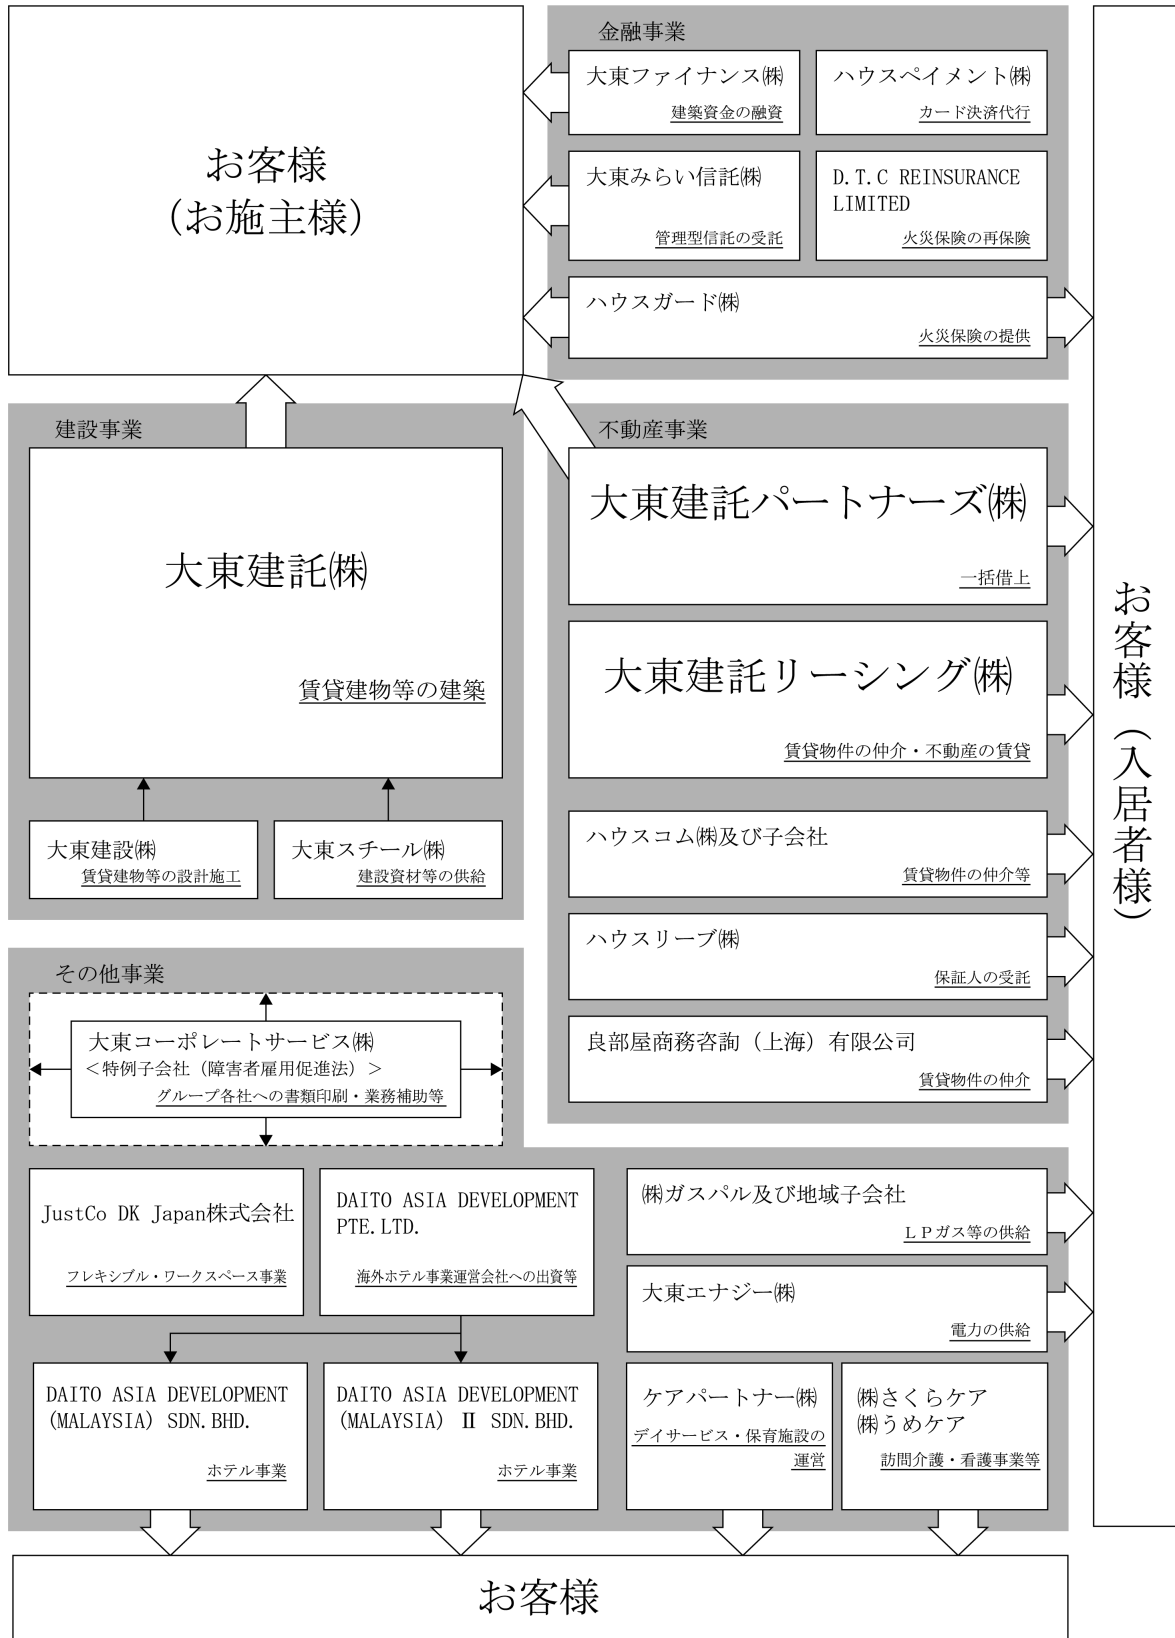 お客様
(お施主様)
金融事業
大東ファイナンス㈱
建築資金の融資
ハウスペイメント㈱
カード決済代行
大東みらい信託㈱
管理型信託の受託
D.T.C REINSURANCE
LIMITED
火災保険の再保険
ハウスガード㈱
火災保険の提供
建設事業
大東建託㈱
賃貸建物等の建築
大東建設㈱
賃貸建物等の設計施工
大東スチール㈱
建設資材等の供給
不動産事業
大東建託パートナーズ㈱
一括借上
大東建託リーシング㈱
賃貸物件の仲介・不動産の賃貸
ハウスコム㈱及び子会社
賃貸物件の仲介等
ハウスリーブ㈱
保証人の受託
良部屋商務咨詢（上海）有限公司
賃貸物件の仲介
お客様（入居者様）
その他事業
大東コーポレートサービス㈱
＜特例子会社（障害者雇用促進法）＞
グループ各社への書類印刷・業務補助等
JustCo DK Japan株式会社
フレキシブル・ワークスペース事業
DAITO ASIA DEVELOPMENT
PTE.LTD.
海外ホテル事業運営会社への出資等
㈱ガスパル及び地域子会社
ＬＰガス等の供給
大東エナジー㈱
電力の供給
DAITO ASIA DEVELOPMENT
(MALAYSIA) SDN.BHD.
ホテル事業
DAITO ASIA DEVELOPMENT
(MALAYSIA) Ⅱ SDN.BHD.
ホテル事業
ケアパートナー㈱
デイサービス・保育施設の
運営
㈱さくらケア
㈱うめケア
訪問介護・看護事業等
お客様